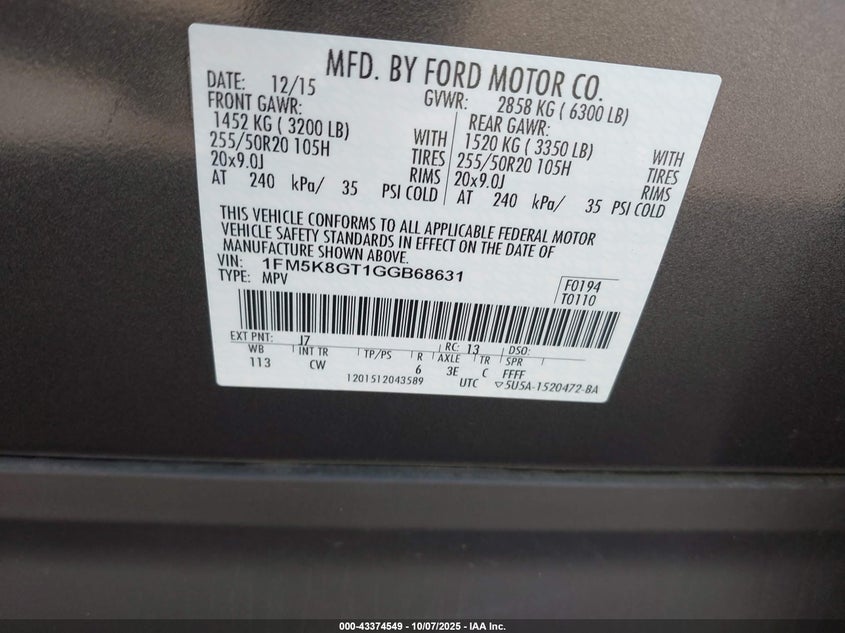 MFD. BY FORD MOTOR CO.
DATE: 12/15 GVWR: 2858 KG ( 6300 LB)
FRONT GAWR: REAR GAWR:
1452 KG ( 3200 LB) WITH 1520 KG ( 3350 LB) WITH
255/50R20 105H TIRES 255/50R20 105H TIRES
20x9.0J RIMS 20x9.0J RIMS
AT 240 kPa/ 35 PSI COLD AT 240 kPa/ 35 PSI COLD
THIS VEHICLE CONFORMS TO ALL APPLICABLE FEDERAL MOTOR
VEHICLE SAFETY STANDARDS IN EFFECT ON THE DATE OF
MANUFACTURE SHOWN ABOVE.
VIN: 1FM5K8GT1GGB68631
TYPE: MPV
F0194
T0110
EXT PNT: J7 RC: 13 DSO:
WB INT TR TP/PS R AXLE TR SPR
113 CW 6 3E C FFFF
1201512043589 UTC ▽5U5A-1520472-BA
000-43374549 - 10/07/2025 - IAA Inc.